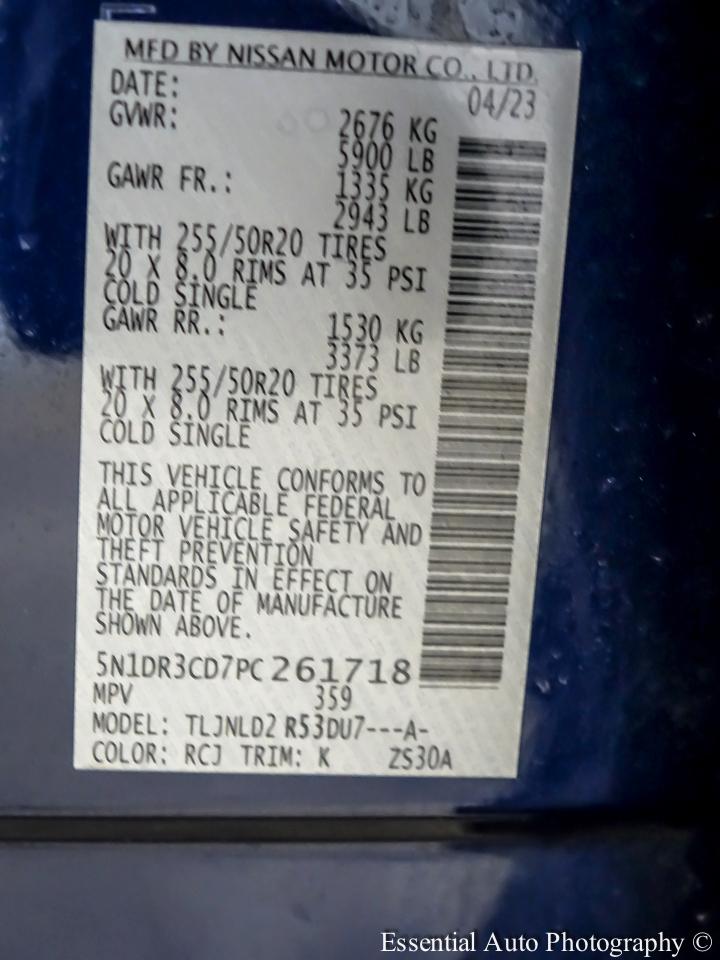 MFD BY NISSAN MOTOR CO., LTD.
DATE: 04/23
GVWR: 2676 KG
5900 LB
GAWR FR.: 1335 KG
2943 LB
WITH 255/50R20 TIRES
20 X 8.0 RIMS AT 35 PSI
COLD SINGLE
GAWR RR.: 1530 KG
3373 LB
WITH 255/50R20 TIRES
20 X 8.0 RIMS AT 35 PSI
COLD SINGLE
THIS VEHICLE CONFORMS TO
ALL APPLICABLE FEDERAL
MOTOR VEHICLE SAFETY AND
THEFT PREVENTION
STANDARDS IN EFFECT ON
THE DATE OF MANUFACTURE
SHOWN ABOVE.
5N1DR3CD7PC261718
MPV 359
MODEL: TLJNLD2 R53DU7---A-
COLOR: RCJ TRIM: K ZS30A
Essential Auto Photography ©